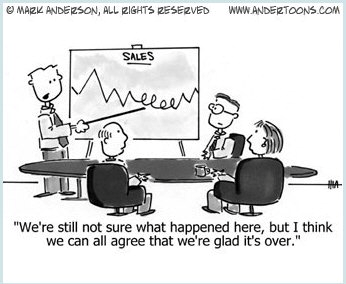 © MARK ANDERSON, ALL RIGHTS RESERVED   WWW.ANDERTOONS.COM
SALES
"We're still not sure what happened here, but I think
we can all agree that we're glad it's over."